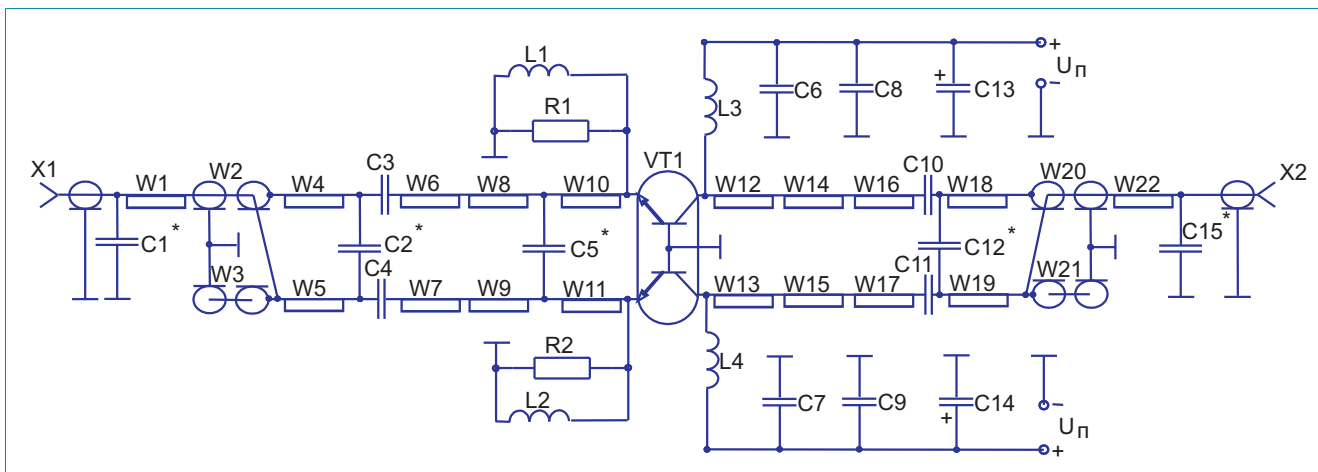 L1
R1
L3
C6
C8
+
C13
+
Uп
−
X1
W1
W2
W4
C3
W6
W8
W10
VT1
W12
W14
W16
C10
W18
W20
W22
X2
C1*
C2*
C5*
C12*
C15*
W3
W5
C4
W7
W9
W11
W13
W15
W17
C11
W19
W21
R2
L2
L4
C7
C9
+
C14
−
Uп
+